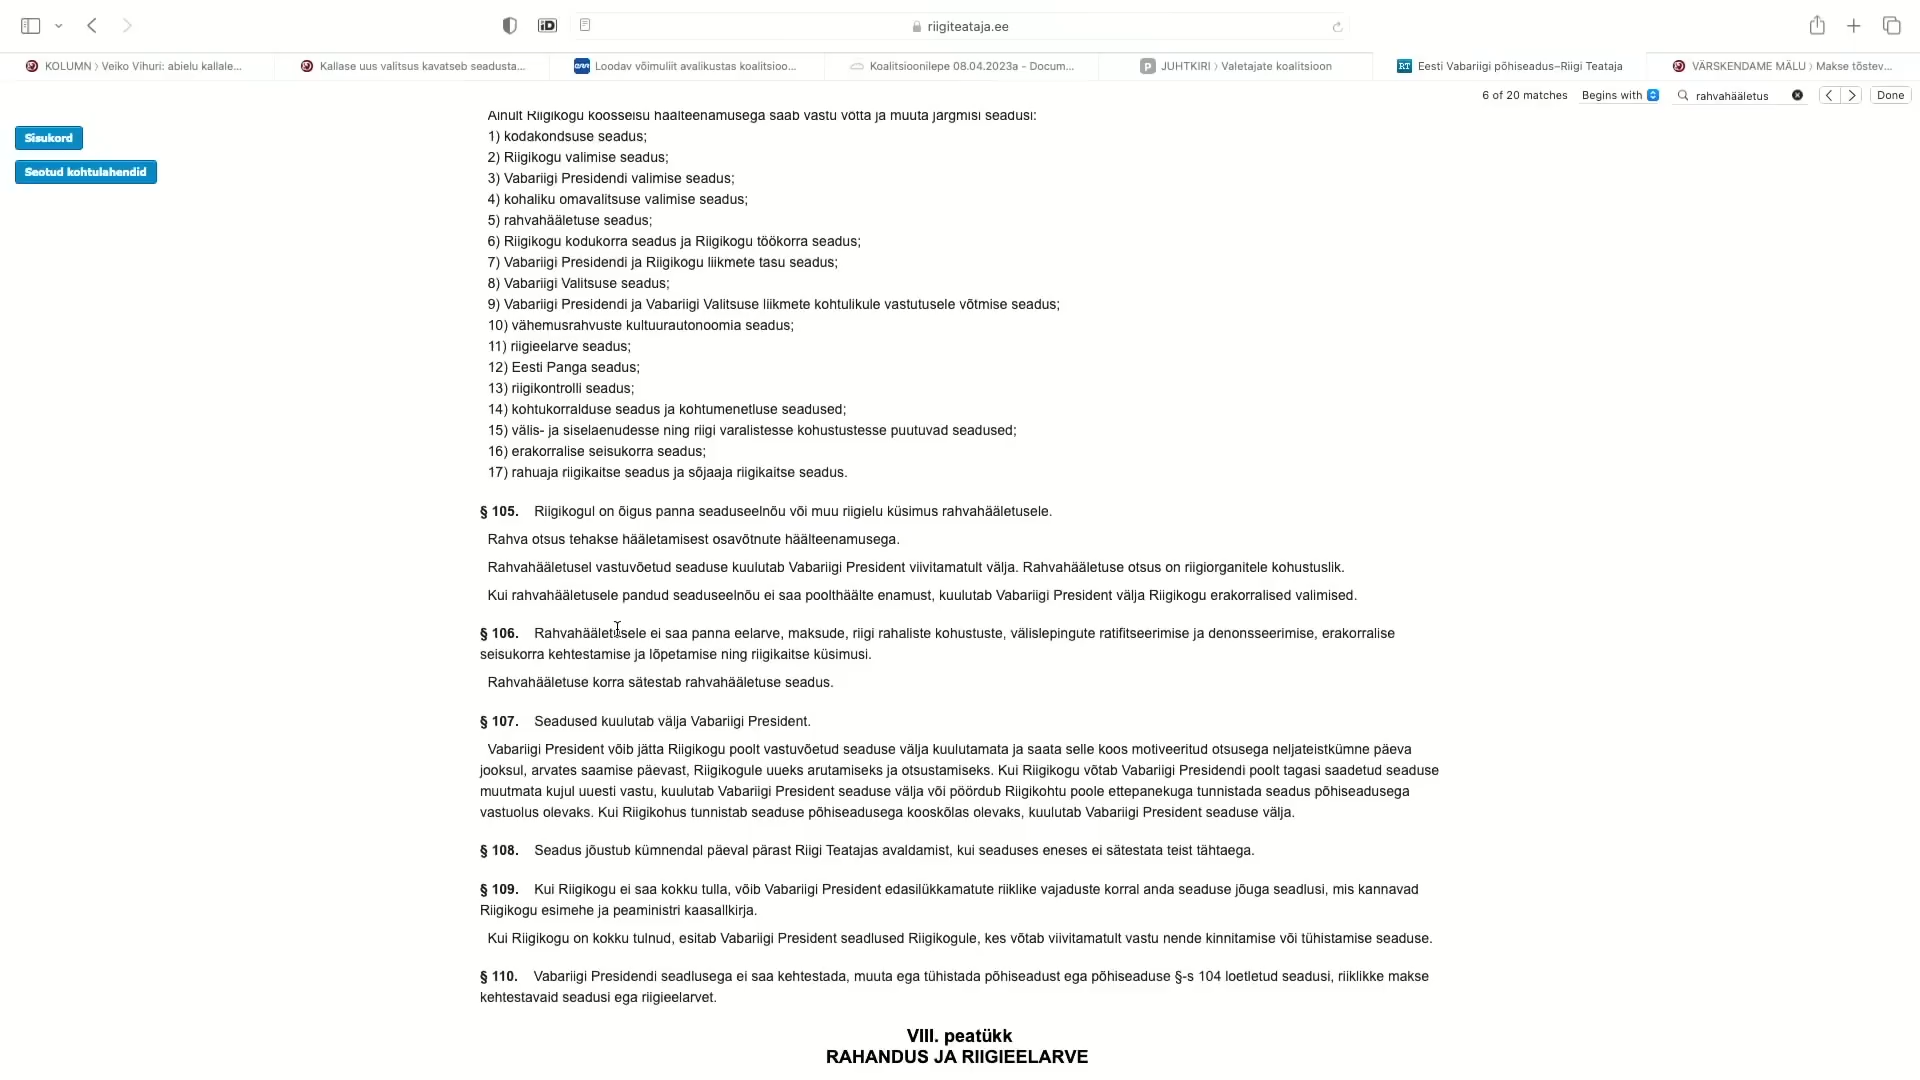 riigiteataja.ee
KOLUMN › Veiko Vihuri: abielu kallale...
Kallase uus valitsus kavatseb seadusta...
Loodav võimuliit avalikustas koalitsioo...
Koalitsioonilepe 08.04.2023a - Docum...
JUHTKIRI › Valetajate koalitsioon
RT Eesti Vabariigi põhiseadus–Riigi Teataja
VÄRSKENDAME MÄLU › Makse tõstev...
6 of 20 matches Begins with rahvahääletus Done
Sisukord
Seotud kohtulahendid
Ainult Riigikogu koosseisu häälteenamusega saab vastu võtta ja muuta järgmisi seadusi:
1) kodakondsuse seadus;
2) Riigikogu valimise seadus;
3) Vabariigi Presidendi valimise seadus;
4) kohaliku omavalitsuse valimise seadus;
5) rahvahääletuse seadus;
6) Riigikogu kodukorra seadus ja Riigikogu töökorra seadus;
7) Vabariigi Presidendi ja Riigikogu liikmete tasu seadus;
8) Vabariigi Valitsuse seadus;
9) Vabariigi Presidendi ja Vabariigi Valitsuse liikmete kohtulikule vastutusele võtmise seadus;
10) vähemusrahvuste kultuurautonoomia seadus;
11) riigieelarve seadus;
12) Eesti Panga seadus;
13) riigikontrolli seadus;
14) kohtukorralduse seadus ja kohtumenetluse seadused;
15) välis- ja siselaenudesse ning riigi varalistesse kohustustesse puutuvad seadused;
16) erakorralise seisukorra seadus;
17) rahuaja riigikaitse seadus ja sõjaaja riigikaitse seadus.
§ 105. Riigikogul on õigus panna seaduseelnõu või muu riigielu küsimus rahvahääletusele.
Rahva otsus tehakse hääletamisest osavõtnute häälteenamusega.
Rahvahääletusel vastuvõetud seaduse kuulutab Vabariigi President viivitamatult välja. Rahvahääletuse otsus on riigiorganitele kohustuslik.
Kui rahvahääletusele pandud seaduseelnõu ei saa poolthäälte enamust, kuulutab Vabariigi President välja Riigikogu erakorralised valimised.
§ 106. Rahvahääletusele ei saa panna eelarve, maksude, riigi rahaliste kohustuste, välislepingute ratifitseerimise ja denonsseerimise, erakorralise
seisukorra kehtestamise ja lõpetamise ning riigikaitse küsimusi.
Rahvahääletuse korra sätestab rahvahääletuse seadus.
§ 107. Seadused kuulutab välja Vabariigi President.
Vabariigi President võib jätta Riigikogu poolt vastuvõetud seaduse välja kuulutamata ja saata selle koos motiveeritud otsusega neljateistkümne päeva
jooksul, arvates saamise päevast, Riigikogule uueks arutamiseks ja otsustamiseks. Kui Riigikogu võtab Vabariigi Presidendi poolt tagasi saadetud seaduse
muutmata kujul uuesti vastu, kuulutab Vabariigi President seaduse välja või pöördub Riigikohtu poole ettepanekuga tunnistada seadus põhiseadusega
vastuolus olevaks. Kui Riigikohus tunnistab seaduse põhiseadusega kooskõlas olevaks, kuulutab Vabariigi President seaduse välja.
§ 108. Seadus jõustub kümnendal päeval pärast Riigi Teatajas avaldamist, kui seaduses eneses ei sätestata teist tähtaega.
§ 109. Kui Riigikogu ei saa kokku tulla, võib Vabariigi President edasilükkamatute riiklike vajaduste korral anda seaduse jõuga seadlusi, mis kannavad
Riigikogu esimehe ja peaministri kaasallkirja.
Kui Riigikogu on kokku tulnud, esitab Vabariigi President seadlused Riigikogule, kes võtab viivitamatult vastu nende kinnitamise või tühistamise seaduse.
§ 110. Vabariigi Presidendi seadlusega ei saa kehtestada, muuta ega tühistada põhiseadust ega põhiseaduse §-s 104 loetletud seadusi, riiklikke makse
kehtestavaid seadusi ega riigieelarvet.
VIII. peatükk
RAHANDUS JA RIIGIEELARVE